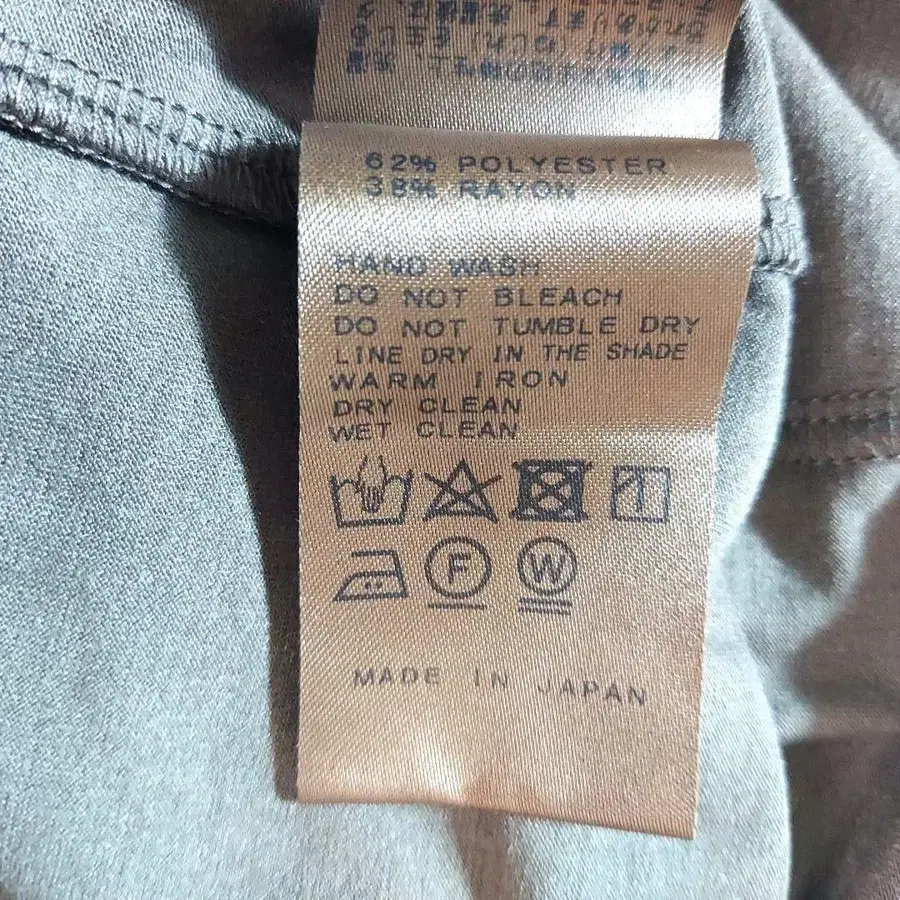 62% POLYESTER
38% RAYON
HAND WASH
DO NOT BLEACH
DO NOT TUMBLE DRY
LINE DRY IN THE SHADE
WARM IRON
DRY CLEAN
WET CLEAN
F W
MADE IN JAPAN